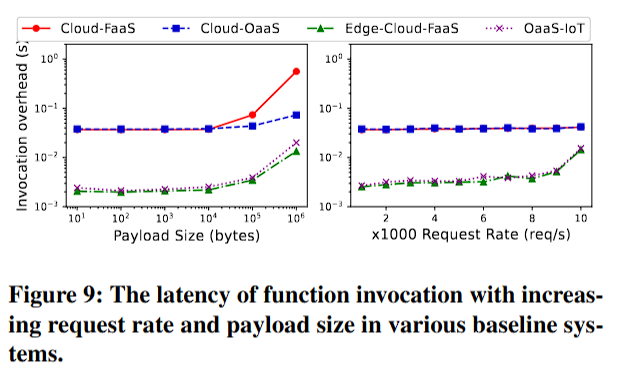 Cloud-FaaS Cloud-OaaS Edge-Cloud-FaaS OaaS-IoT
Invocation overhead (s)
10⁰
10⁻¹
10⁻²
10⁻³
10¹ 10² 10³ 10⁴ 10⁵ 10⁶
Payload Size (bytes)
10⁰
10⁻¹
10⁻²
10⁻³
2 4 6 8 10
x1000 Request Rate (req/s)
Figure 9: The latency of function invocation with increas-
ing request rate and payload size in various baseline sys-
tems.